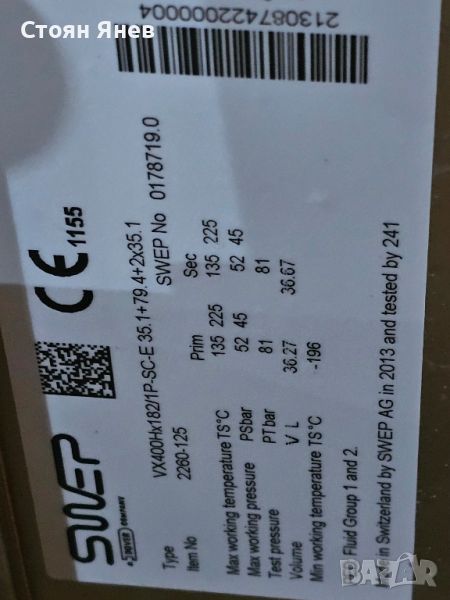 Стоян Янев
21308742200004
SWEP
A DOVER COMPANY
CE 1155
Type VX400Hx182/1P-SC-E 35.1+79.4+2x35.1
Item No 2260-125 SWEP No 0178719.0
Prim Sec
Max working temperature TS°C 135 225 135 225
Max working pressure PSbar 52 45 52 45
Test pressure PTbar 81 81
Volume V L 36.27 36.67
Min working temperature TS°C -196
Fluid Group 1 and 2.
in Switzerland by SWEP AG in 2013 and tested by 241
BAZAR